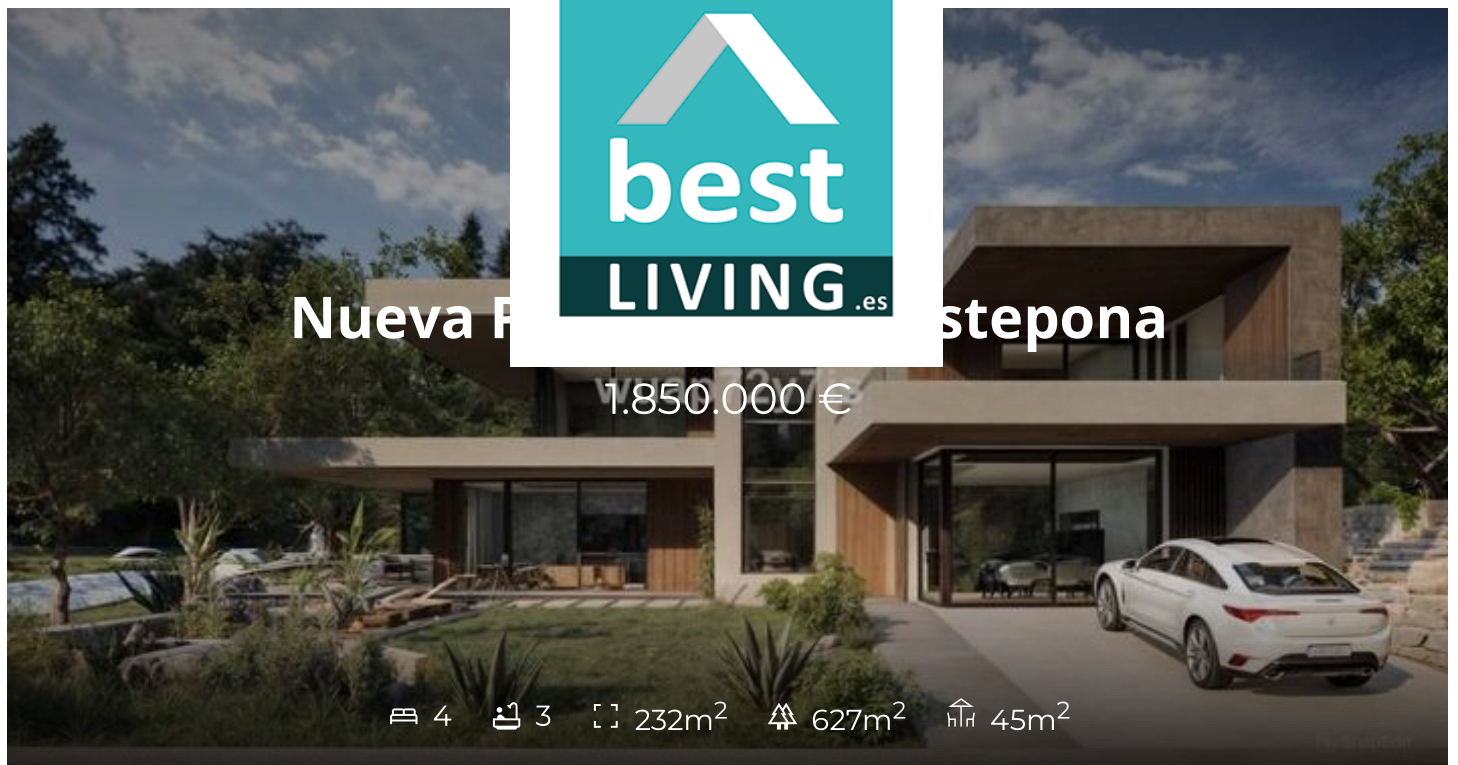 best
LIVING.es
Nueva P stepona
1.850.000 €
4 3 232m² 627m² 45m²